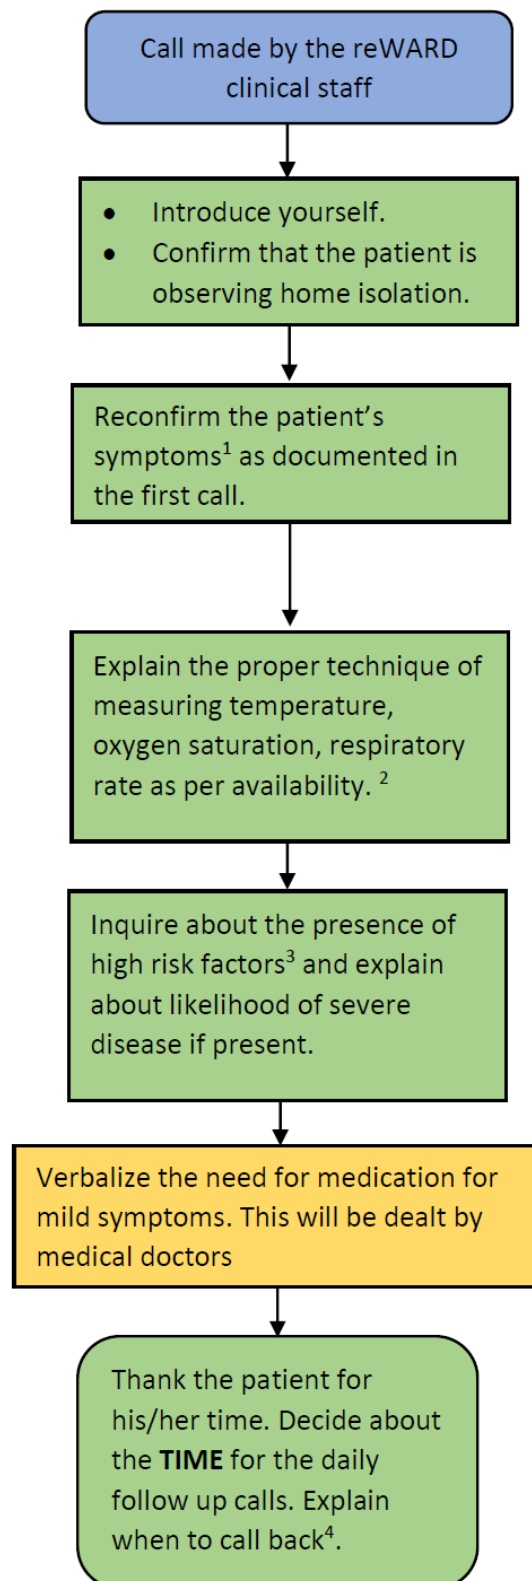 Call made by the reWARD
clinical staff
• Introduce yourself.
• Confirm that the patient is
observing home isolation.
Reconfirm the patient’s
symptoms¹ as documented in
the first call.
Explain the proper technique of
measuring temperature,
oxygen saturation, respiratory
rate as per availability. ²
Inquire about the presence of
high risk factors³ and explain
about likelihood of severe
disease if present.
Verbalize the need for medication for
mild symptoms. This will be dealt by
medical doctors
Thank the patient for
his/her time. Decide about
the TIME for the daily
follow up calls. Explain
when to call back⁴.